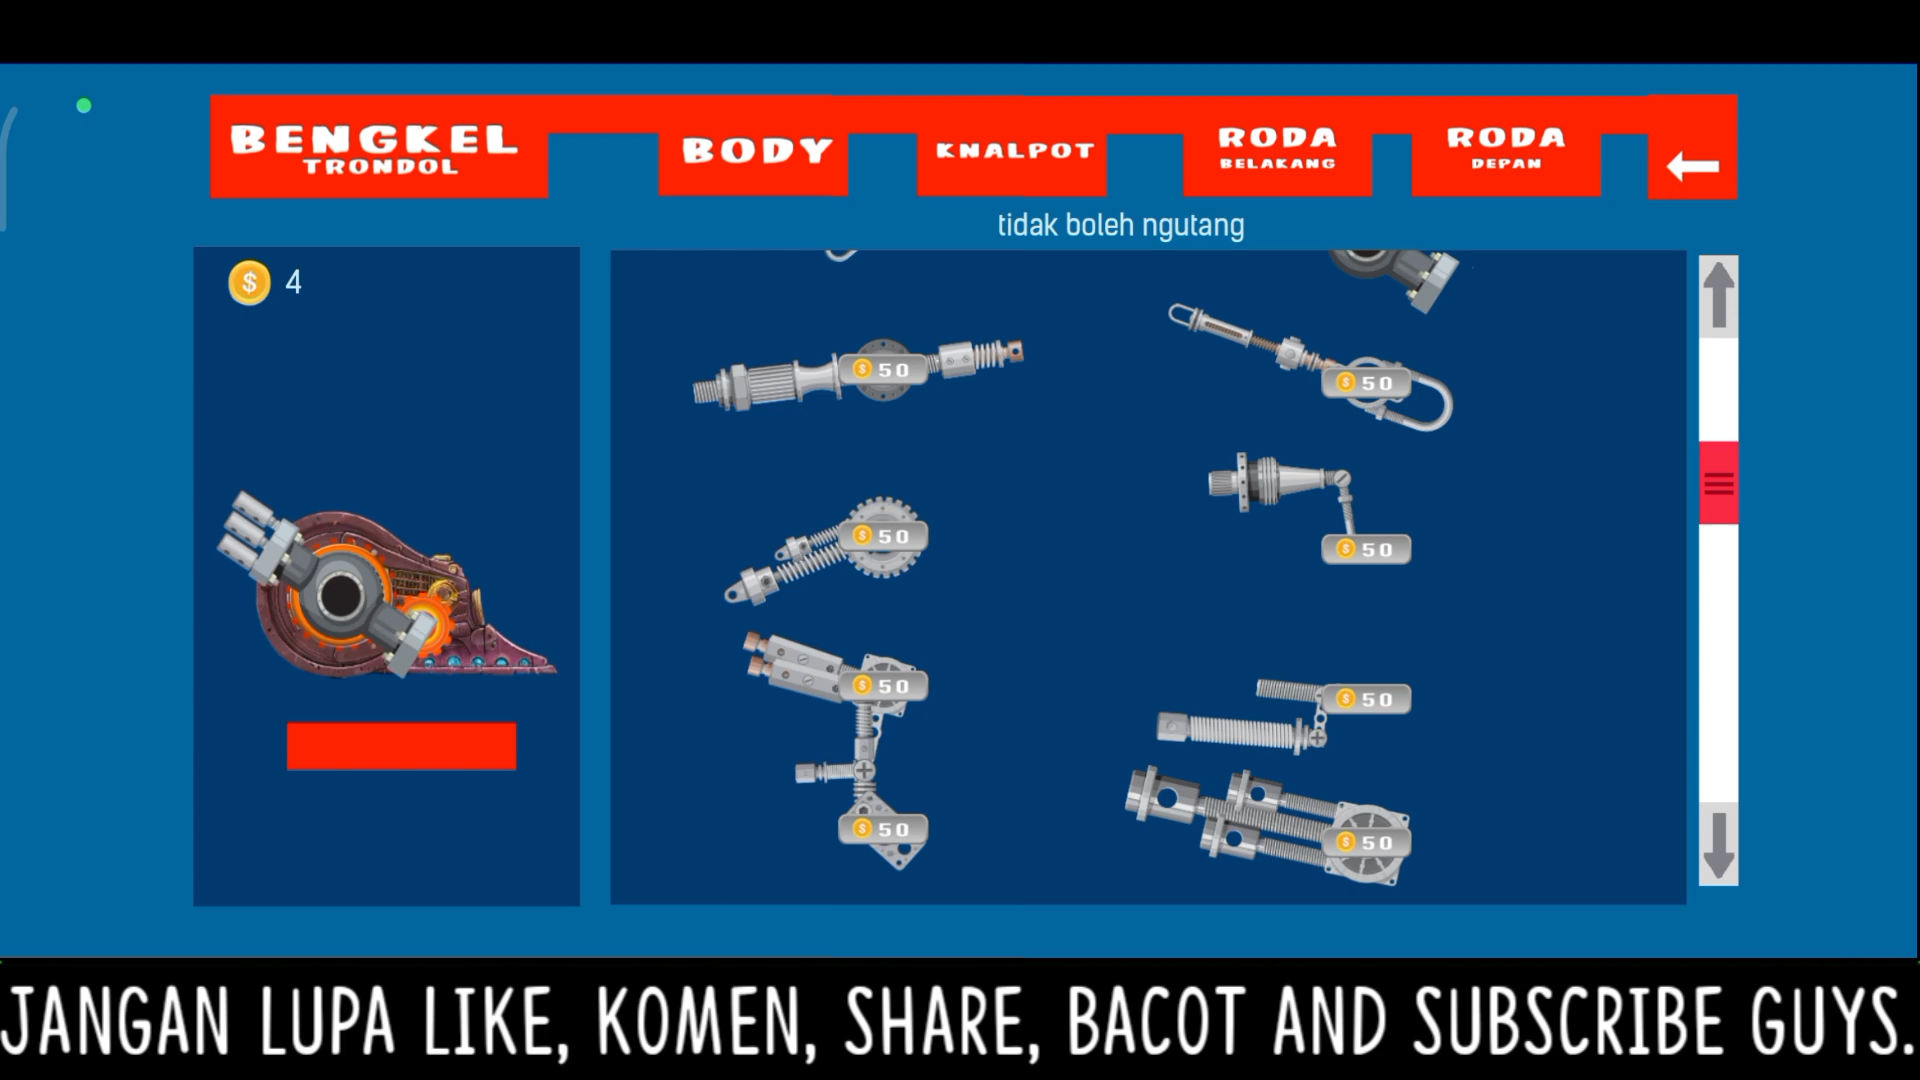 BENGKEL
TRONDOL
BODY
KNALPOT
RODA
BELAKANG
RODA
DEPAN
tidak boleh ngutang
4
50
50
50
50
50
50
50
50
JANGAN LUPA LIKE, KOMEN, SHARE, BACOT AND SUBSCRIBE GUYS.